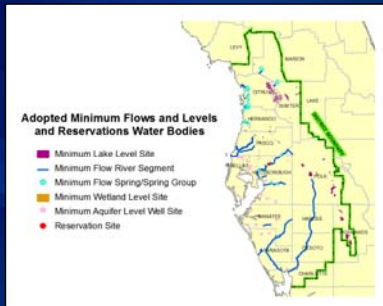 LEVY
MARION
CITRUS
SUMTER
LAKE
HERNANDO
Adopted Minimum Flows and Levels
and Reservations Water Bodies
PASCO
Minimum Lake Level Site
Minimum Flow River Segment
Minimum Flow Spring/Spring Group
Minimum Wetland Level Site
Minimum Aquifer Level Well Site
Reservation Site
POLK
MANATEE
HARDEE
DESOTO
SARASOTA
CHARLOTTE